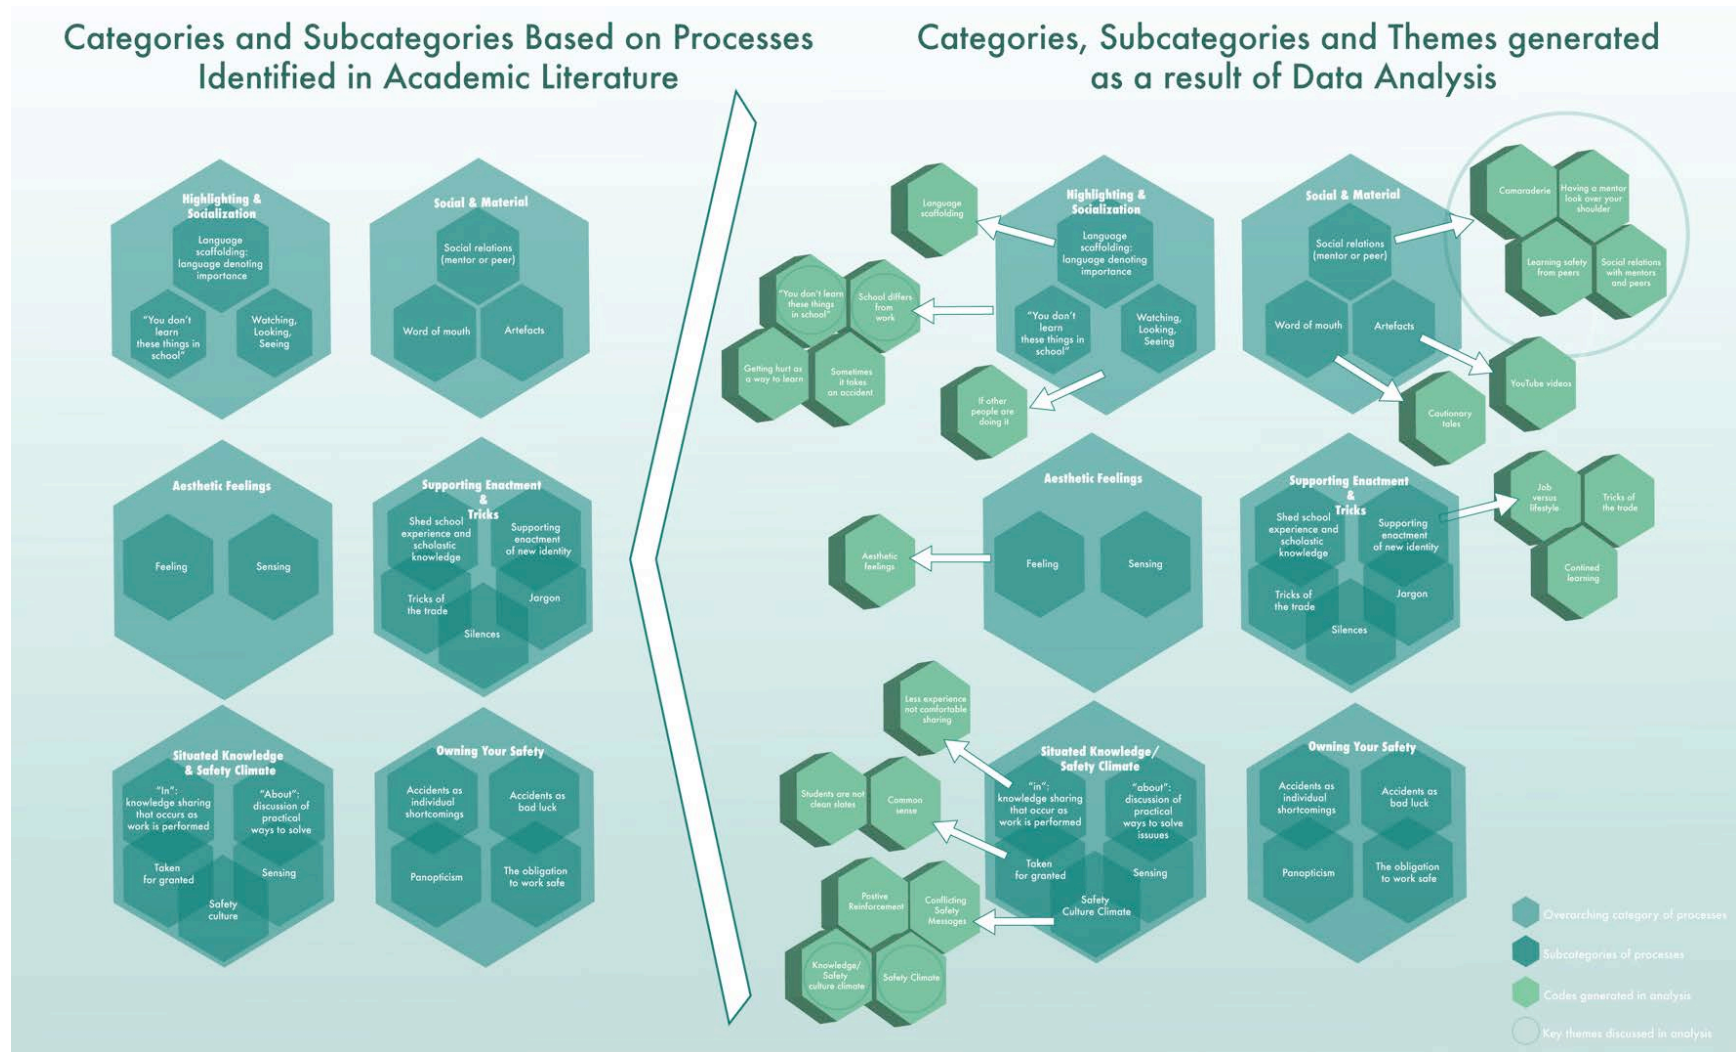 Categories and Subcategories Based on Processes
Identified in Academic Literature
Highlighting &
Socialization
Language
scaffolding:
language denoting
importance
“You don’t
learn
these things in
school”
Watching,
Looking,
Seeing
Social & Material
Social relations
(mentor or peer)
Word of mouth
Artefacts
Aesthetic Feelings
Feeling
Sensing
Supporting Enactment
&
Tricks
Shed school
experience and
scholastic
knowledge
Supporting
enactment
of new identity
Tricks of
the trade
Jargon
Silences
Situated Knowledge
& Safety Climate
“In”:
knowledge sharing
that occurs as
work is performed
“About”:
discussion of
practical
ways to solve
Taken
for granted
Sensing
Safety
culture
Owning Your Safety
Accidents as
individual
shortcomings
Accidents as
bad luck
Panopticism
The obligation
to work safe
Categories, Subcategories and Themes generated
as a result of Data Analysis
Language
scaffolding
Highlighting &
Socialization
Language
scaffolding:
language denoting
importance
“You don’t
learn
these things in
school”
Watching,
Looking,
Seeing
“You don’t learn
these things
in school”
School differs
from
work
Getting hurt as
a way to learn
Sometimes
it takes
an accident
If other
people are
doing it
Social & Material
Social relations
(mentor or peer)
Word of mouth
Artefacts
Camaraderie
Having a mentor
look over your
shoulder
Learning safety
from peers
Social relations
with mentors
and peers
YouTube videos
Cautionary
tales
Aesthetic
feelings
Aesthetic Feelings
Feeling
Sensing
Supporting Enactment
&
Tricks
Shed school
experience and
scholastic
knowledge
Supporting
enactment
of new identity
Tricks of
the trade
Jargon
Silences
Job
versus
lifestyle
Tricks of
the trade
Contined
learning
Less experience
not comfortable
sharing
Students are not
clean slates
Common
sense
Postive
Reinforcement
Conflicting
Safety
Messages
Knowledge/
Safety
culture climate
Safety Climate
Situated Knowledge/
Safety Climate
“in”:
knowledge sharing
that occurs as
work is performed
“about”:
discussion of
practical
ways to solve
issuues
Taken
for granted
Sensing
Safety
Culture Climate
Owning Your Safety
Accidents as
individual
shortcomings
Accidents as
bad luck
Panopticism
The obligation
to work safe
Overarching category of processes
Subcategories of processes
Codes generated in analysis
Key themes discussed in analysis